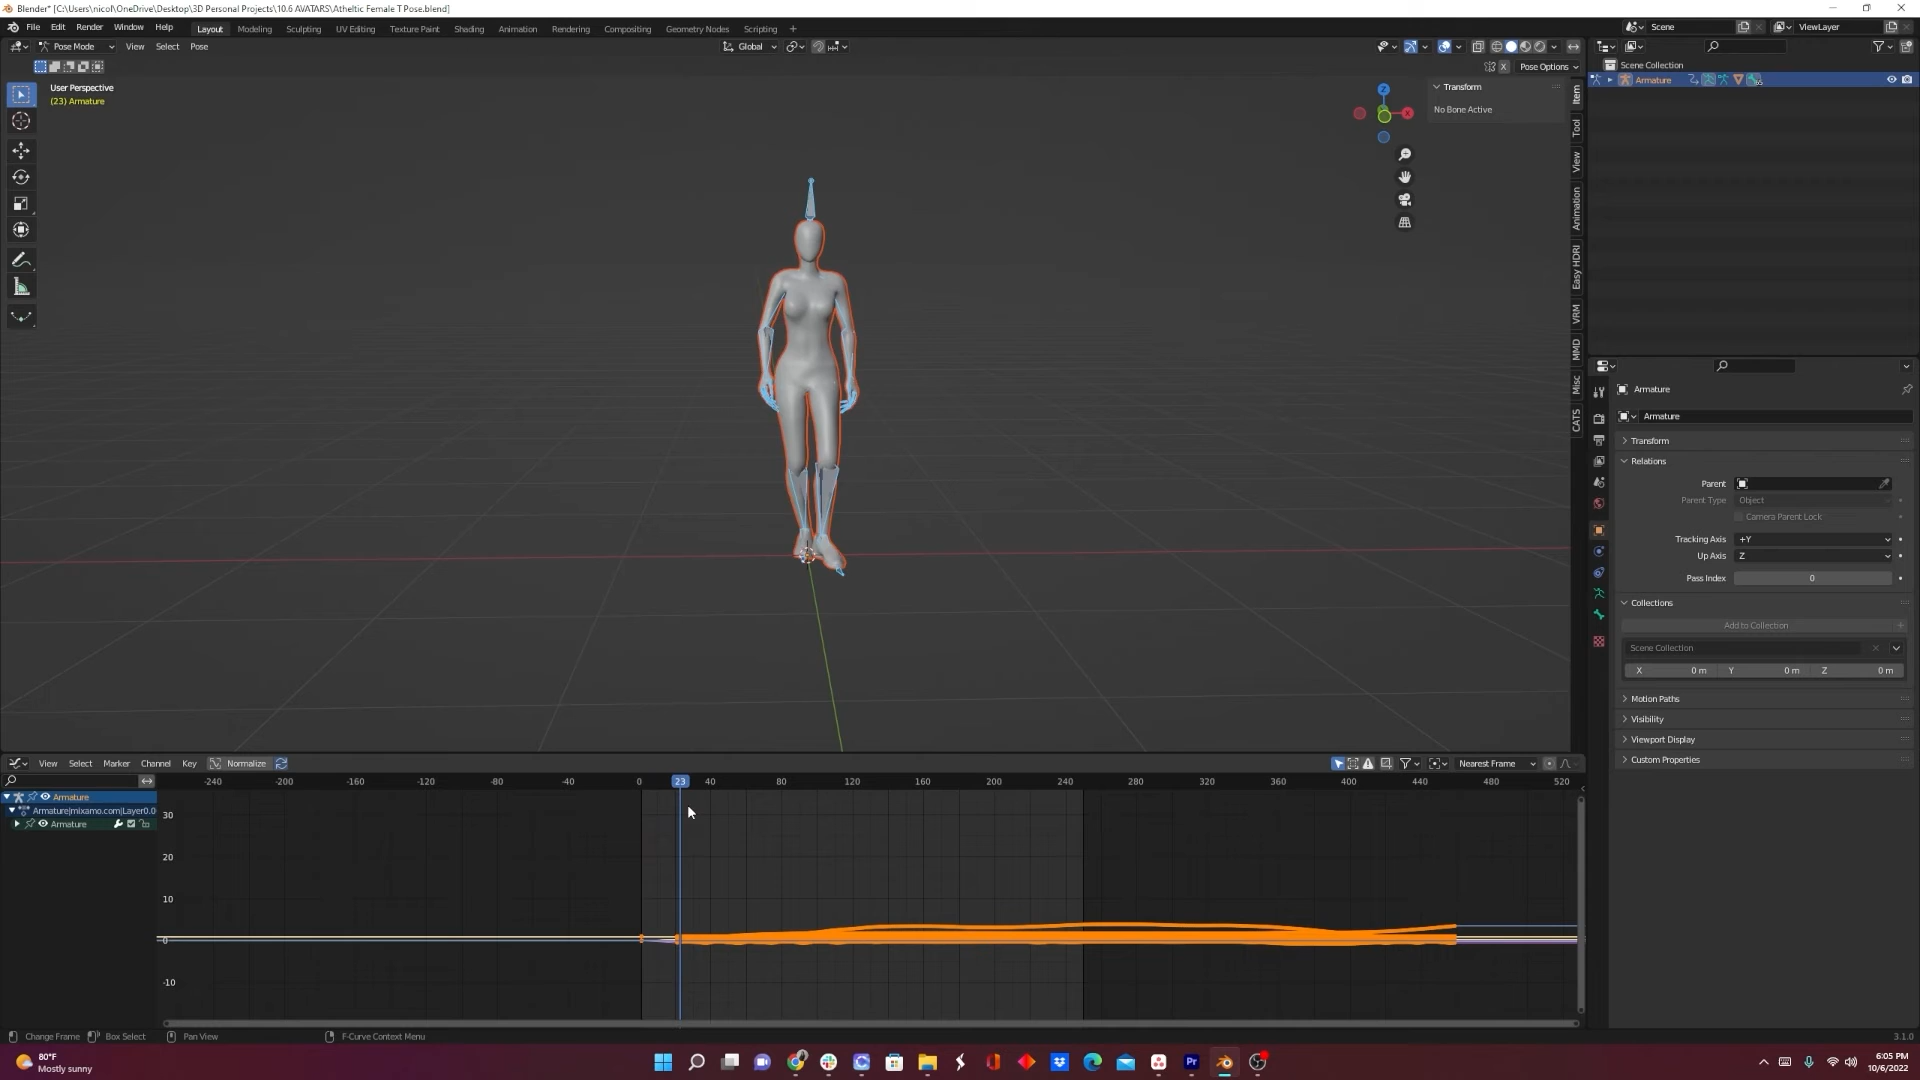 Blender* [C:\Users\nicol\OneDrive\Desktop\3D Personal Projects\10.6 AVATARS\Atheltic Female T Pose.blend]
File Edit Render Window Help Layout Modeling Sculpting UV Editing Texture Paint Shading Animation Rendering Compositing Geometry Nodes Scripting + Scene ViewLayer
Pose Mode View Select Pose Global
X Pose Options
User Perspective
(23) Armature
Transform
No Bone Active
Z
X
Item
Tool
View
Animation
Easy HDRI
VRM
MMD
Misc
CATS
Scene Collection
Armature
Armature
Armature
Transform
Relations
Parent
Parent Type Object
Camera Parent Lock
Tracking Axis +Y
Up Axis Z
Pass Index 0
Collections
Add to Collection
Scene Collection
X 0 m Y 0 m Z 0 m
Motion Paths
Visibility
Viewport Display
Custom Properties
View Select Marker Channel Key Normalize Nearest Frame
-240 -200 -160 -120 -80 -40 0 23 40 80 120 160 200 240 280 320 360 400 440 480 520
Armature
Armature|mixamo.com|Layer0.0
Armature
30
20
10
0
-10
Change Frame Box Select Pan View F-Curve Context Menu 3.1.0
80°F
Mostly sunny
6:05 PM
10/6/2022